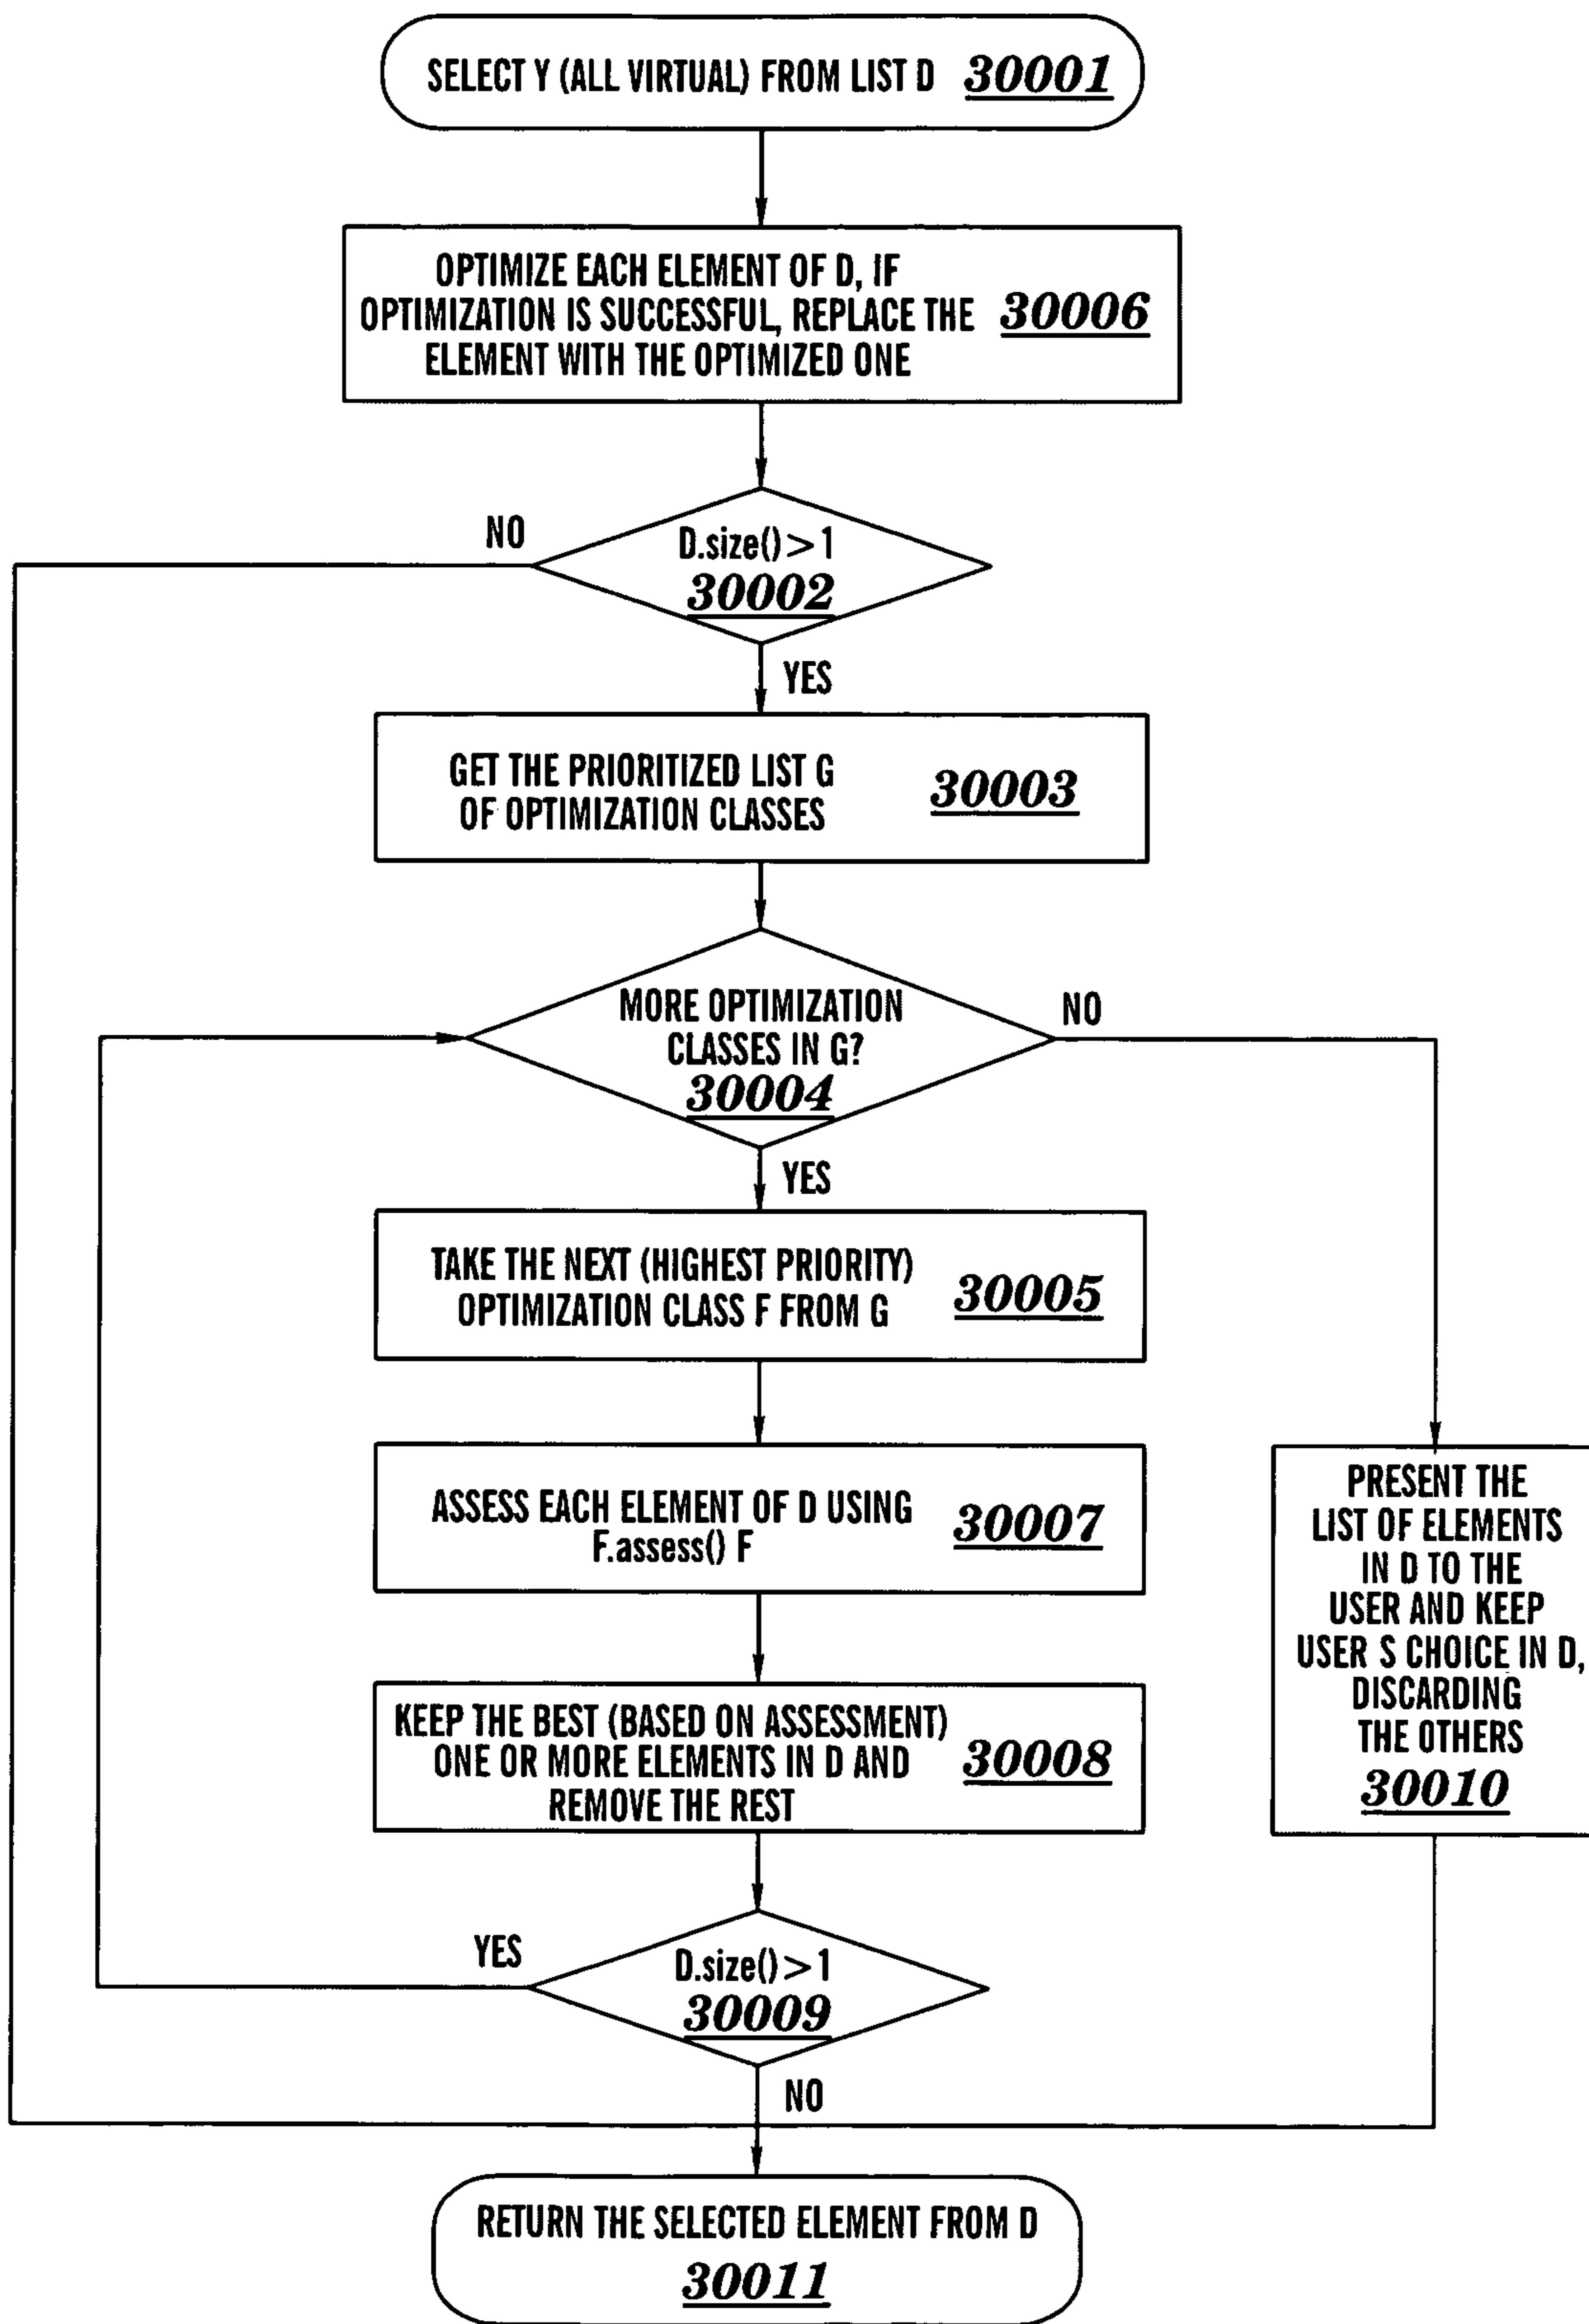 SELECT Y (ALL VIRTUAL) FROM LIST D 30001
OPTIMIZE EACH ELEMENT OF D, IF
OPTIMIZATION IS SUCCESSFUL, REPLACE THE 30006
ELEMENT WITH THE OPTIMIZED ONE
NO
D.size()>1
30002
YES
GET THE PRIORITIZED LIST G
OF OPTIMIZATION CLASSES 30003
MORE OPTIMIZATION
CLASSES IN G?
30004
NO
YES
TAKE THE NEXT (HIGHEST PRIORITY)
OPTIMIZATION CLASS F FROM G 30005
ASSESS EACH ELEMENT OF D USING
F.assess() F 30007
PRESENT THE
LIST OF ELEMENTS
IN D TO THE
USER AND KEEP
USER S CHOICE IN D,
DISCARDING
THE OTHERS
30010
KEEP THE BEST (BASED ON ASSESSMENT)
ONE OR MORE ELEMENTS IN D AND 30008
REMOVE THE REST
YES
D.size()>1
30009
NO
RETURN THE SELECTED ELEMENT FROM D
30011